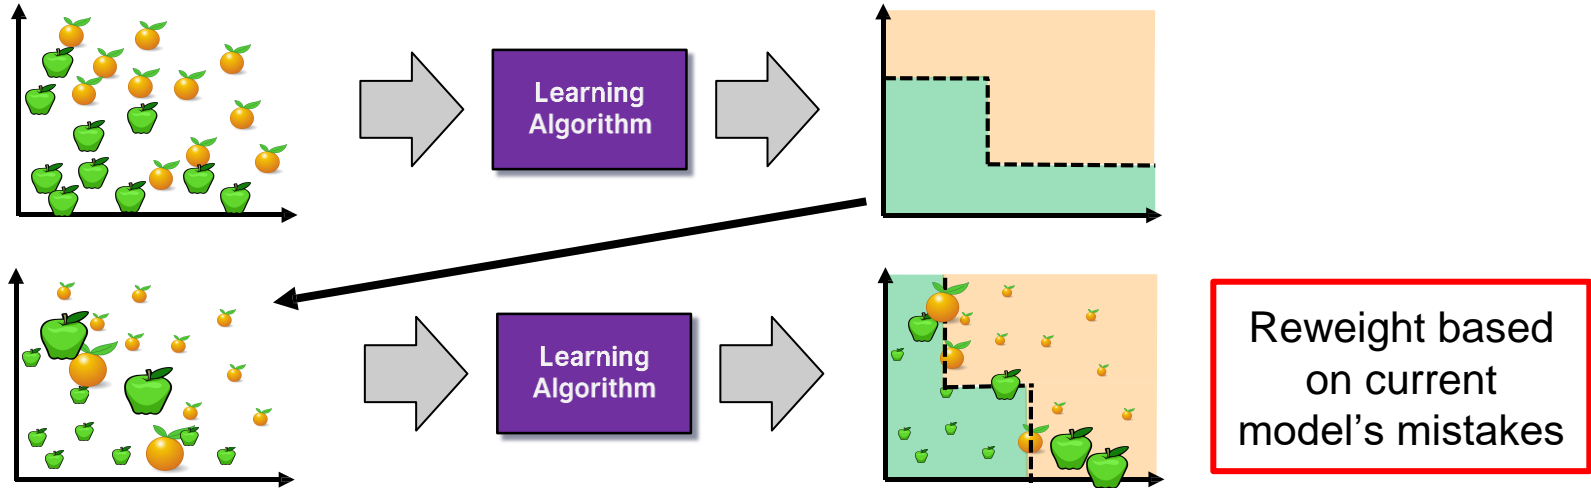 Learning
Algorithm
Learning
Algorithm
Reweight based
on current
model’s mistakes